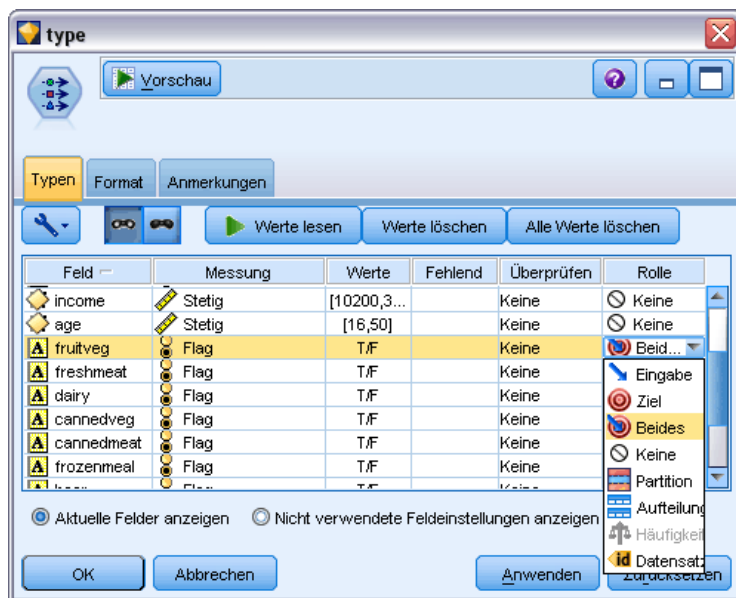 type
Vorschau
Typen Format Anmerkungen
Werte lesen Werte löschen Alle Werte löschen
Feld Messung Werte Fehlend Überprüfen Rolle
income Stetig [10200,3... Keine Keine
age Stetig [16,50] Keine Keine
A fruitveg Flag T/F Keine Beid...
A freshmeat Flag T/F Keine
A dairy Flag T/F Keine
A cannedveg Flag T/F Keine
A cannedmeat Flag T/F Keine
A frozenmeal Flag T/F Keine
Eingabe
Ziel
Beides
Keine
Partition
Aufteilung
Häufigkei
id Datensatz
Aktuelle Felder anzeigen Nicht verwendete Feldeinstellungen anzeigen
OK Abbrechen Anwenden Zurücksetzen